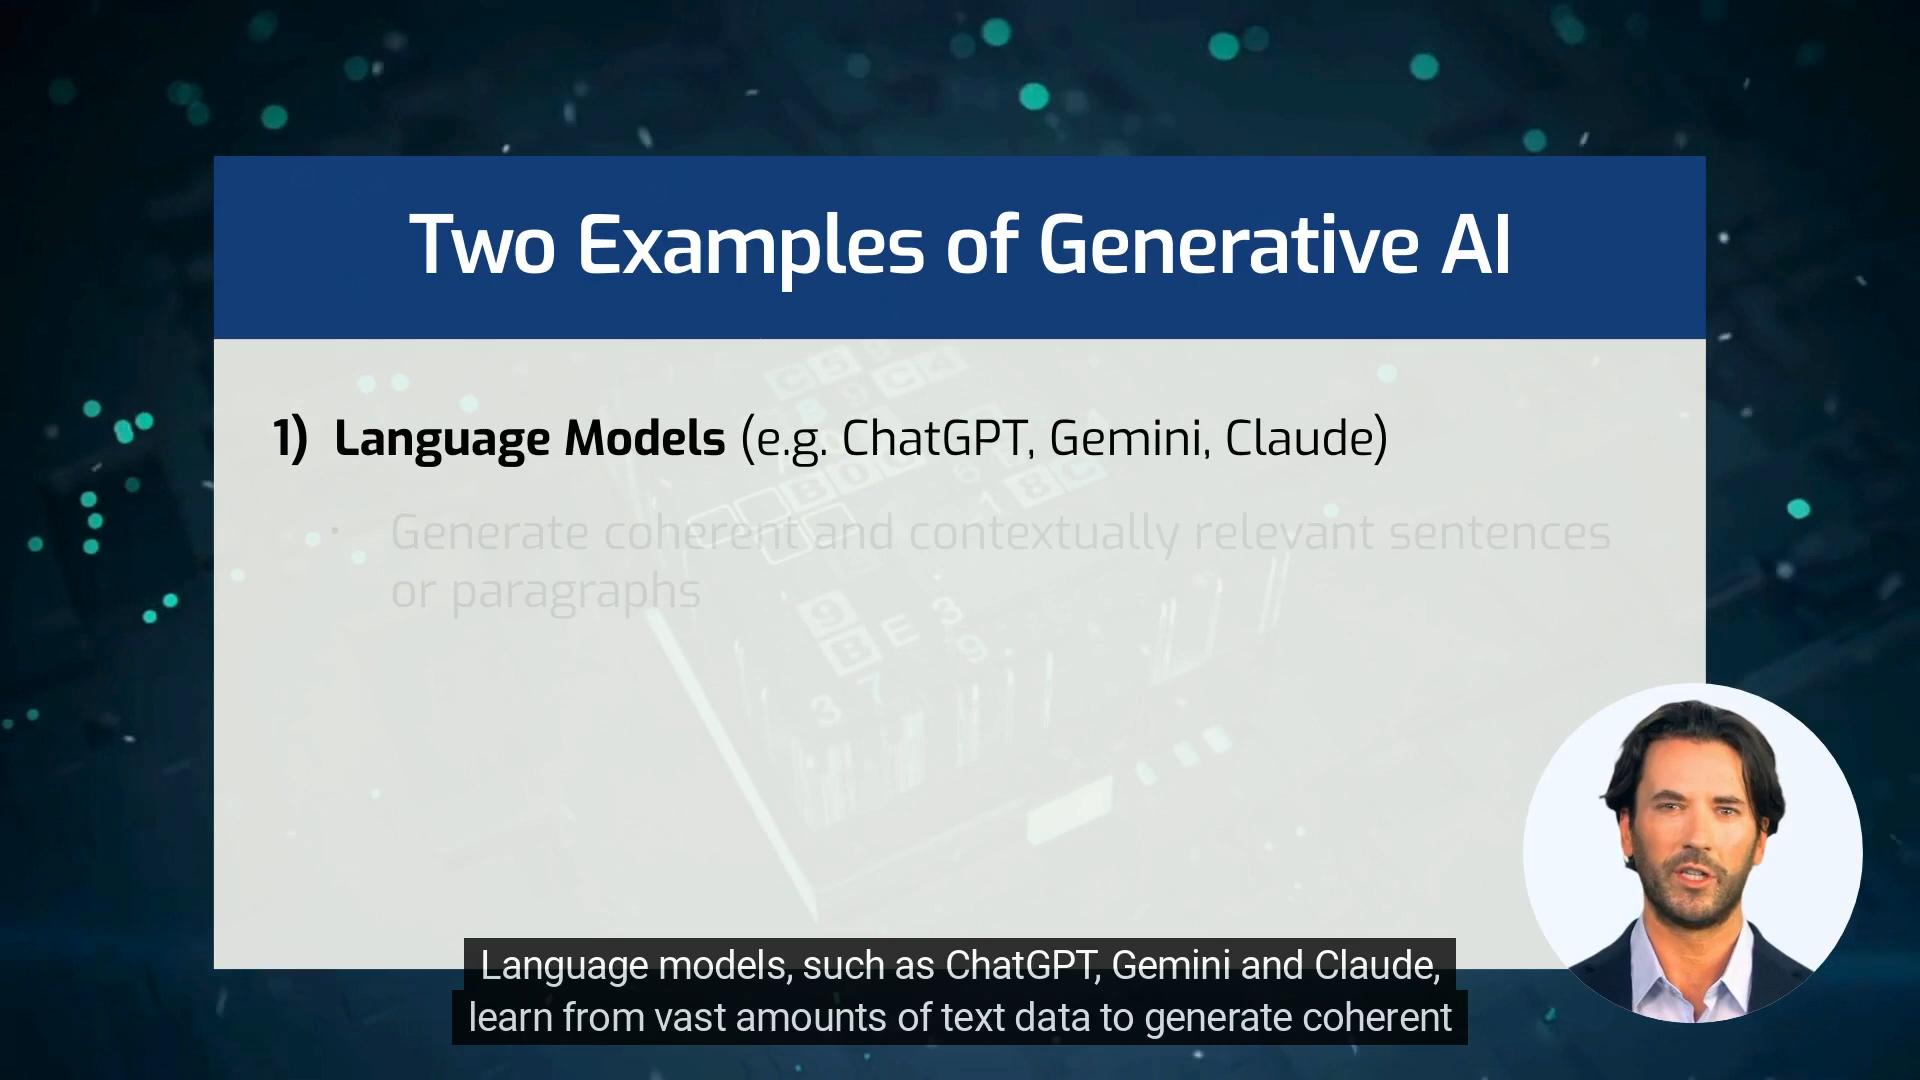 Two Examples of Generative AI
1) Language Models (e.g. ChatGPT, Gemini, Claude)
· Generate coherent and contextually relevant sentences
or paragraphs
Language models, such as ChatGPT, Gemini and Claude,
learn from vast amounts of text data to generate coherent